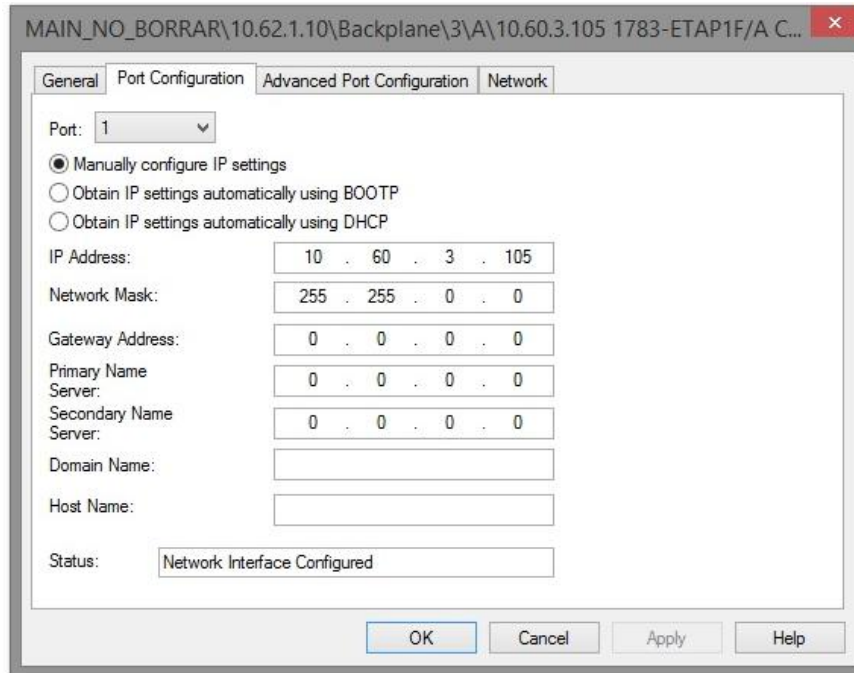 MAIN_NO_BORRAR\10.62.1.10\Backplane\3\A\10.60.3.105 1783-ETAP1F/A C...
General Port Configuration Advanced Port Configuration Network
Port: 1
Manually configure IP settings
Obtain IP settings automatically using BOOTP
Obtain IP settings automatically using DHCP
IP Address: 10 . 60 . 3 . 105
Network Mask: 255 . 255 . 0 . 0
Gateway Address: 0 . 0 . 0 . 0
Primary Name
Server: 0 . 0 . 0 . 0
Secondary Name
Server: 0 . 0 . 0 . 0
Domain Name:
Host Name:
Status: Network Interface Configured
OK Cancel Apply Help